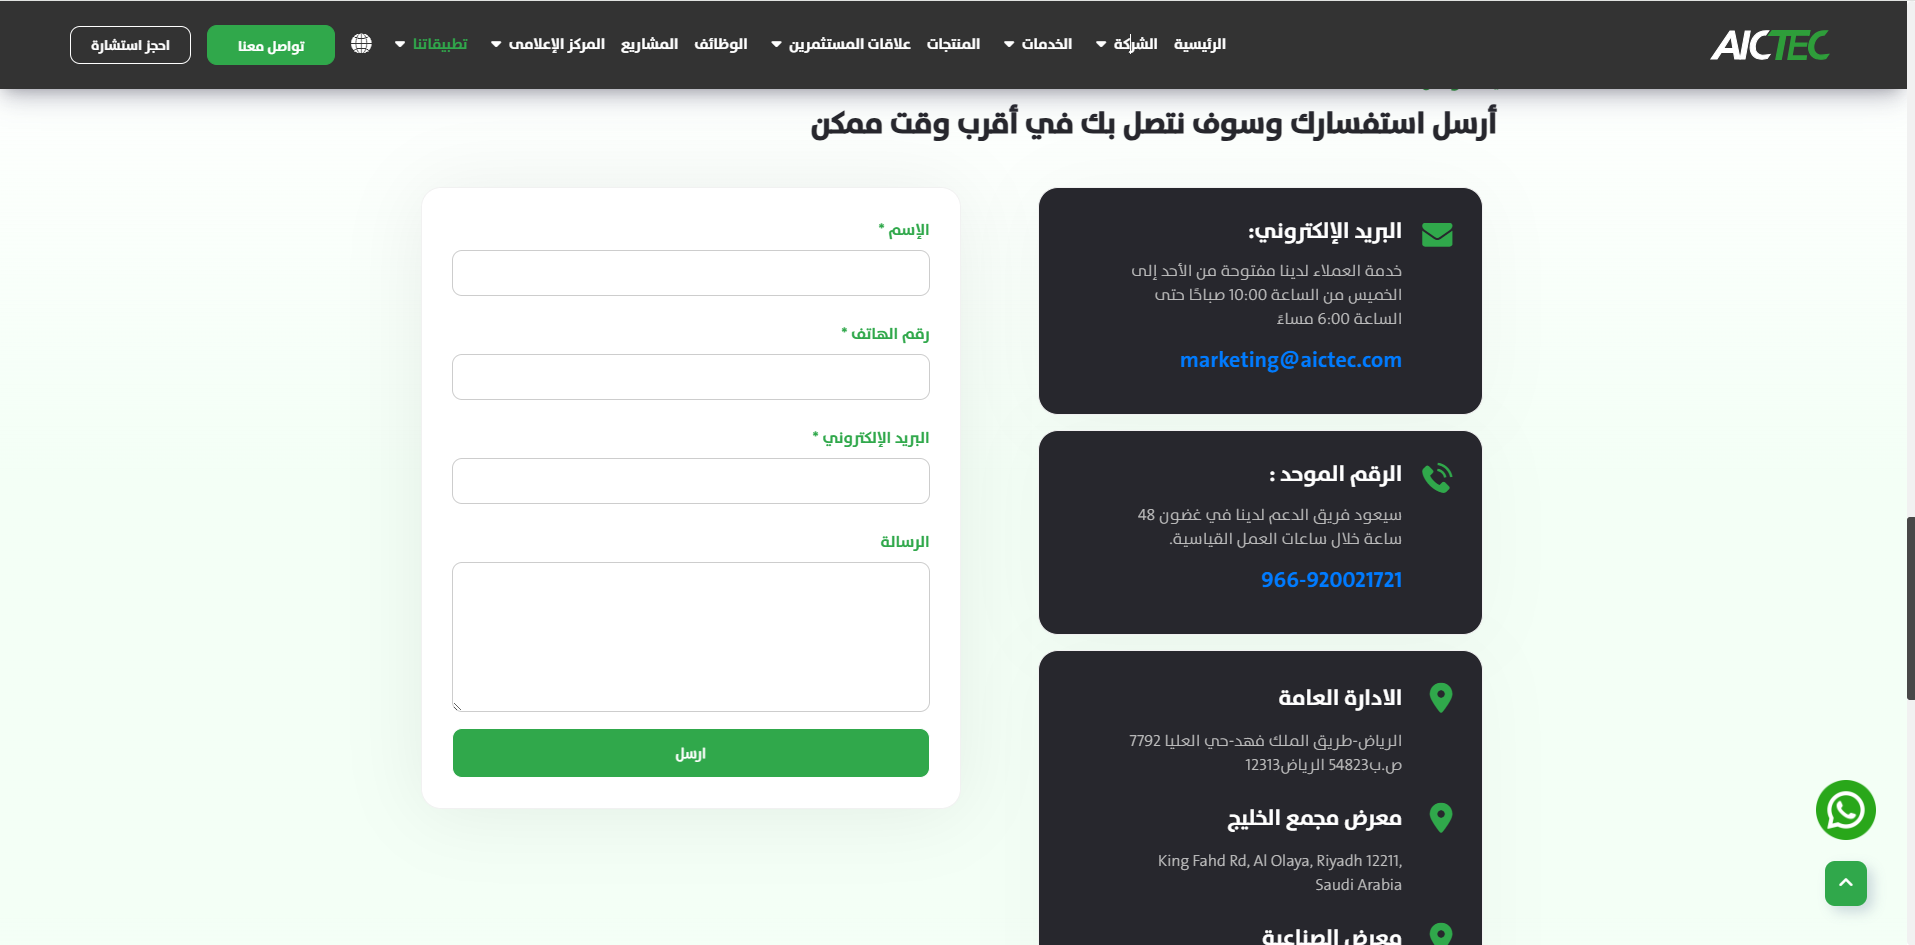 AICTEC
الرئيسية
الشركة
الخدمات
المنتجات
علاقات المستثمرين
الوظائف
المشاريع
المركز الإعلامى
تطبيقاتنا
تواصل معنا
احجز استشارة
أرسل استفسارك وسوف نتصل بك في أقرب وقت ممكن
البريد الإلكتروني:
خدمة العملاء لدينا مفتوحة من الأحد إلى
الخميس من الساعة 10:00 صباحًا حتى
الساعة 6:00 مساءً
marketing@aictec.com
الرقم الموحد :
سيعود فريق الدعم لدينا في غضون 48
ساعة خلال ساعات العمل القياسية.
966-920021721
الادارة العامة
الرياض-طريق الملك فهد-حي العليا 7792
ص.ب54823 الرياض12313
معرض مجمع الخليج
King Fahd Rd, Al Olaya, Riyadh 12211,
Saudi Arabia
معرض الصناعية
الإسم *
رقم الهاتف *
البريد الإلكتروني *
الرسالة
ارسل